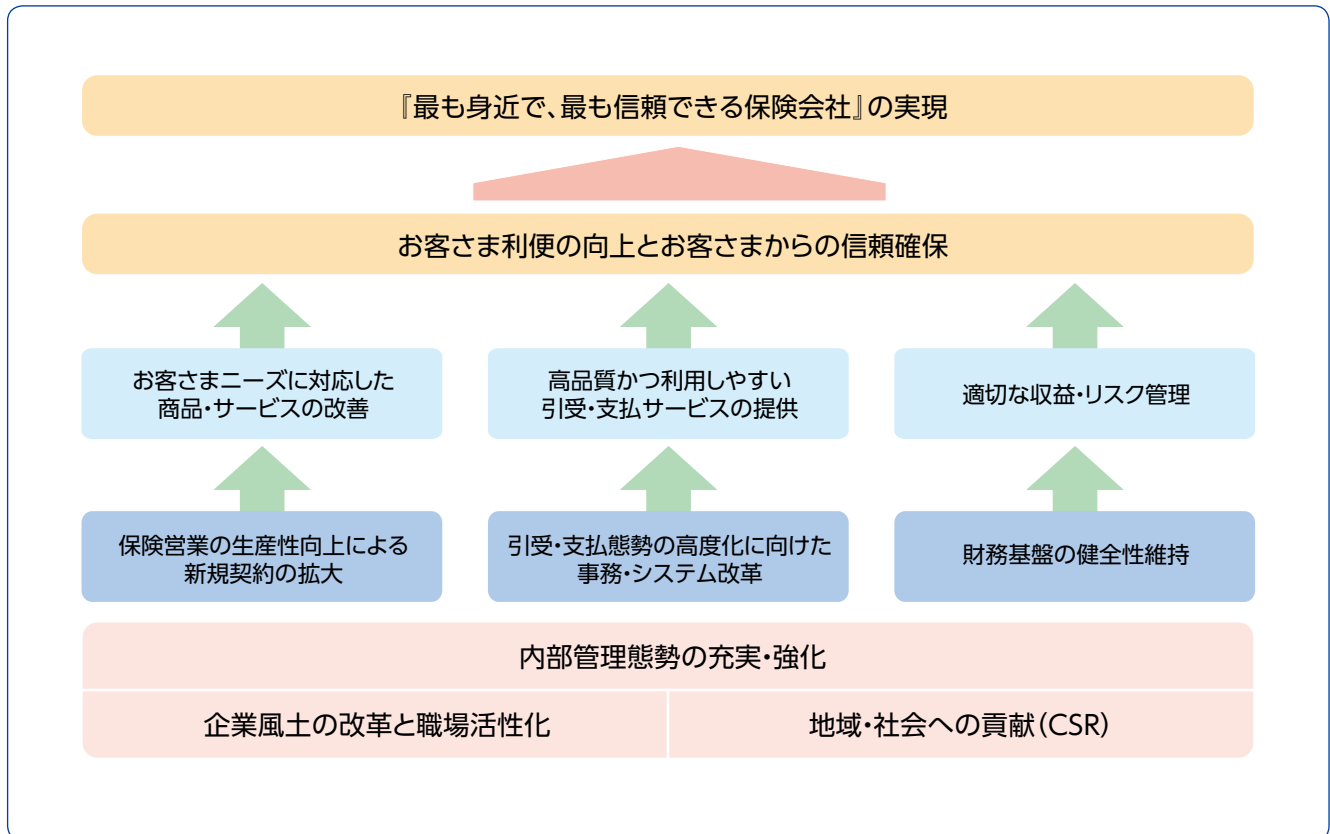 『最も身近で、最も信頼できる保険会社』の実現
お客さま利便の向上とお客さまからの信頼確保
お客さまニーズに対応した
商品・サービスの改善
高品質かつ利用しやすい
引受・支払サービスの提供
適切な収益・リスク管理
保険営業の生産性向上による
新規契約の拡大
引受・支払態勢の高度化に向けた
事務・システム改革
財務基盤の健全性維持
内部管理態勢の充実・強化
企業風土の改革と職場活性化
地域・社会への貢献(CSR)